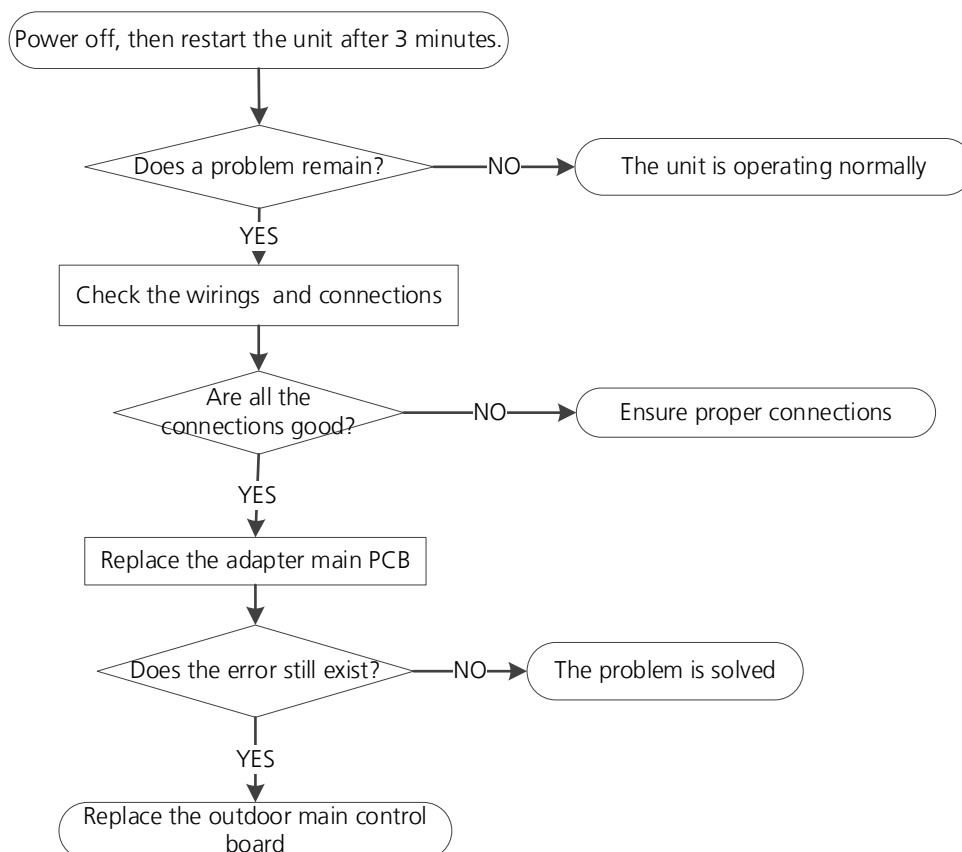 Power off, then restart the unit after 3 minutes.
Does a problem remain?
NO
The unit is operating normally
YES
Check the wirings and connections
Are all the
connections good?
NO
Ensure proper connections
YES
Replace the adapter main PCB
Does the error still exist?
NO
The problem is solved
YES
Replace the outdoor main control
board